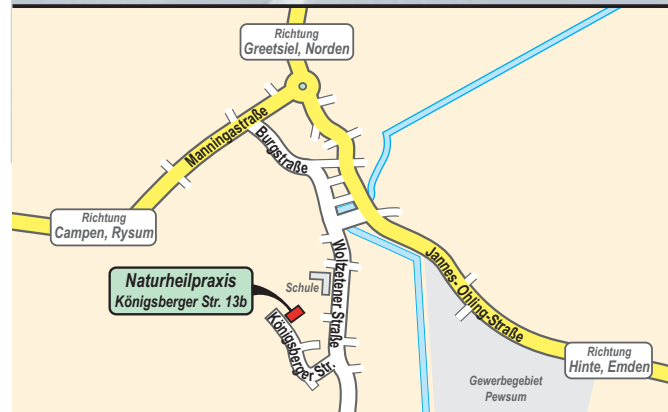 Richtung
Greetsiel, Norden
Manningastraße
Burgstraße
Richtung
Campen, Rysum
Woltzetener Straße
Jannes-Ohling-Straße
Naturheilpraxis
Königsberger Str. 13b
Schule
Königsberger Str.
Richtung
Hinte, Emden
Gewerbegebiet
Pewsum